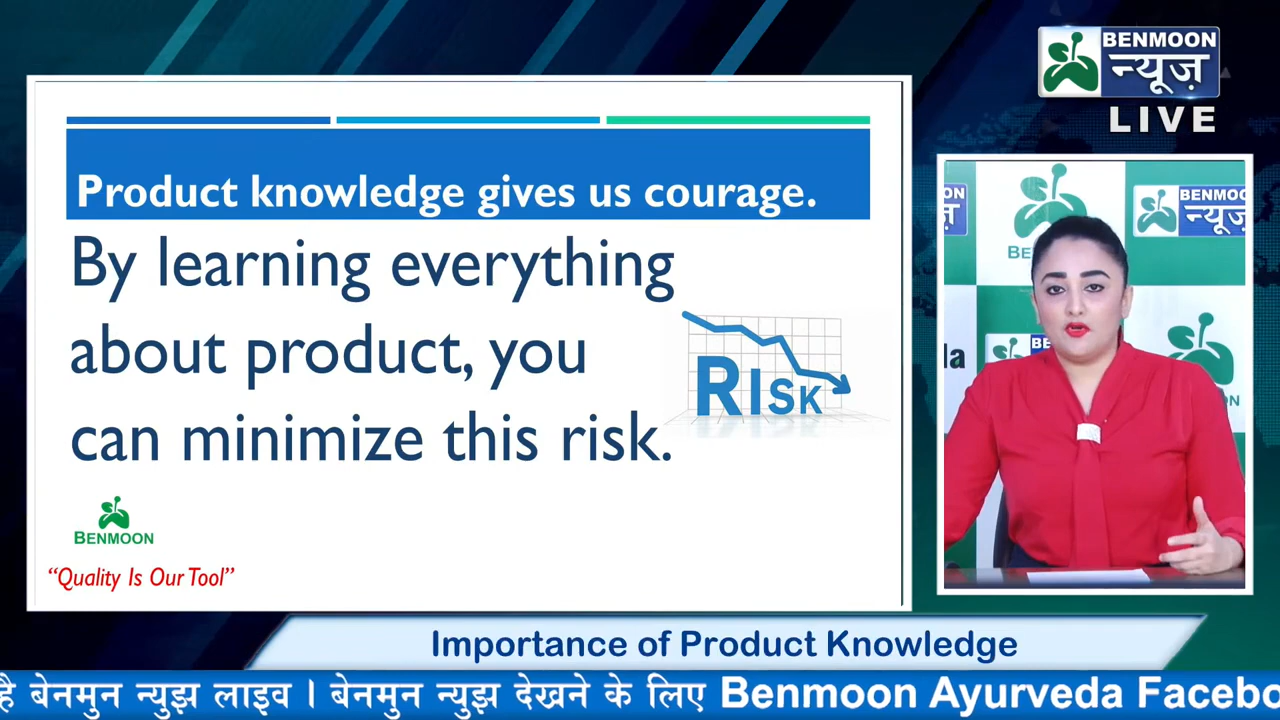 BENMOON
न्यूज़
LIVE
Product knowledge gives us courage.
By learning everything
about product, you
can minimize this risk.
RISK
BENMOON
“Quality Is Our Tool”
BENMOON
न्यूज़
Importance of Product Knowledge
है बेनमुन न्युझ लाइव । बेनमुन न्युझ देखने के लिए Benmoon Ayurveda